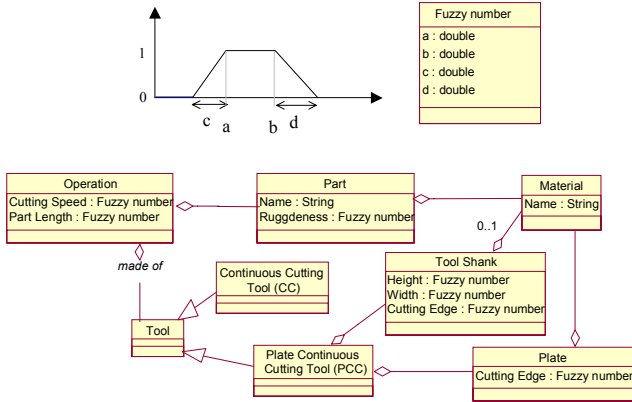 1
0
c
a
b
d
Fuzzy number
a : double
b : double
c : double
d : double
Operation
Cutting Speed : Fuzzy number
Part Length : Fuzzy number
Part
Name : String
Ruggdeness : Fuzzy number
Material
Name : String
0..1
made of
Continuous Cutting
Tool (CC)
Tool Shank
Height : Fuzzy number
Width : Fuzzy number
Cutting Edge : Fuzzy number
Tool
Plate Continuous
Cutting Tool (PCC)
Plate
Cutting Edge : Fuzzy number